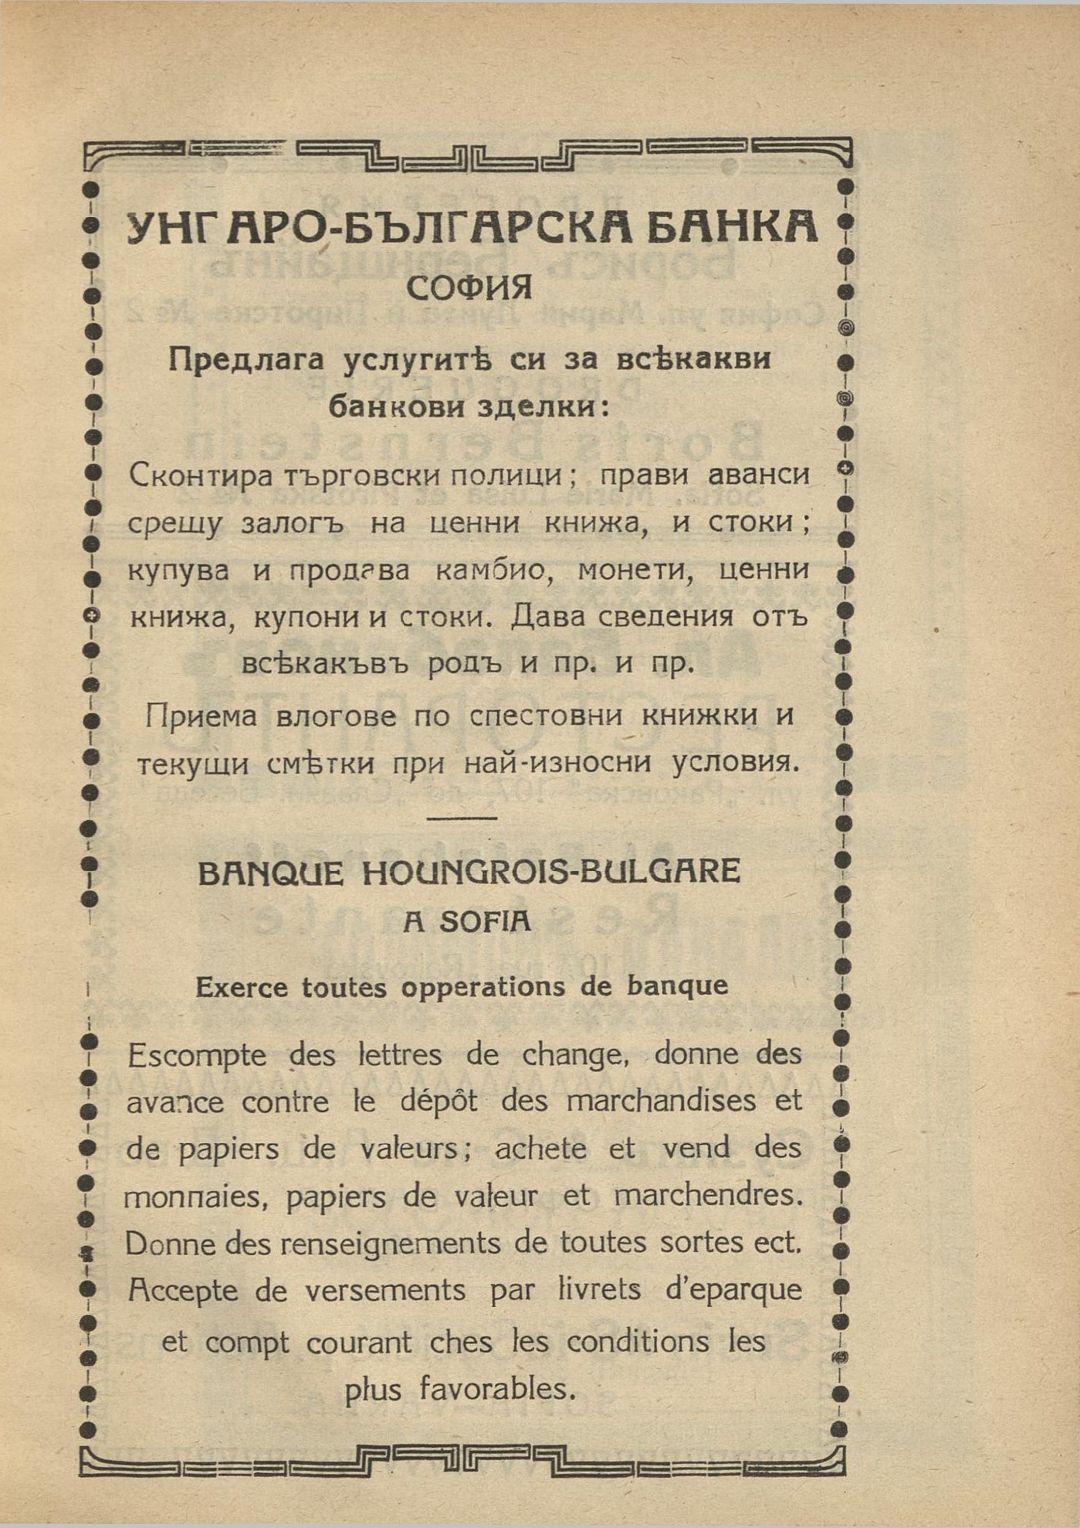 УНГАРО-БЪЛГАРСКА БАНКА
СОФИЯ
Предлага услугитѣ си за всѣкакви
банкови зделки:
Сконтира търговски полици; прави аванси
срещу залогъ на ценни книжа, и стоки;
купува и продава камбио, монети, ценни
книжа, купони и стоки. Дава сведения отъ
всѣкакъвъ родъ и пр. и пр.
Приема влогове по спестовни книжки и
текущи смѣтки при най-износни условия.
BANQUE HOUNGROIS-BULGARE
A SOFIA
Exerce toutes opperations de banque
Escompte des lettres de change, donne des
avance contre le dépôt des marchandises et
de papiers de valeurs; achete et vend des
monnaies, papiers de valeur et marchendres.
Donne des renseignements de toutes sortes ect.
Accepte de versements par livrets d'eparque
et compt courant ches les conditions les
plus favorables.